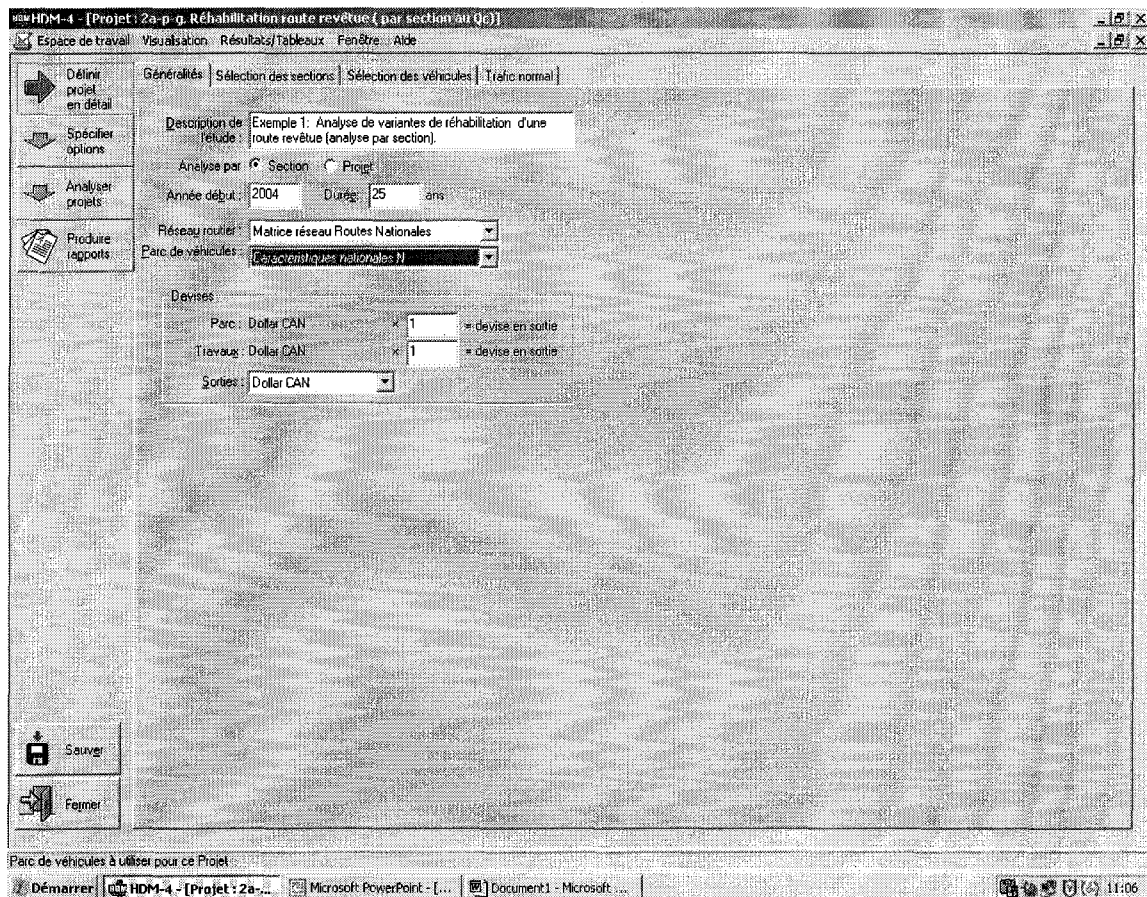 HDM-4 - [Projet : 2a-p-g. Réhabilitation route revêtue ( par section au Qc)]
Espace de travail Visualisation Résultats/Tableaux Fenêtre Aide
Définir projet en détail
Spécifier options
Analyser projets
Produire rapports
Généralités Sélection des sections Sélection des véhicules Trafic normal
Description de l'étude : Exemple 1: Analyse de variantes de réhabilitation d'une
route revêtue (analyse par section).
Analyse par Section Projet
Année début : 2004 Durée : 25 ans
Réseau routier : Matrice réseau Routes Nationales
Parc de véhicules : Caractéristiques nationales N
Devises
Parc : Dollar CAN × 1 = devise en sortie
Travaux : Dollar CAN × 1 = devise en sortie
Sorties : Dollar CAN
Sauver
Fermer
Parc de véhicules à utiliser pour ce Projet
Démarrer HDM-4 - [Projet : 2a-... Microsoft PowerPoint - [... Document1 - Microsoft ... 11:06